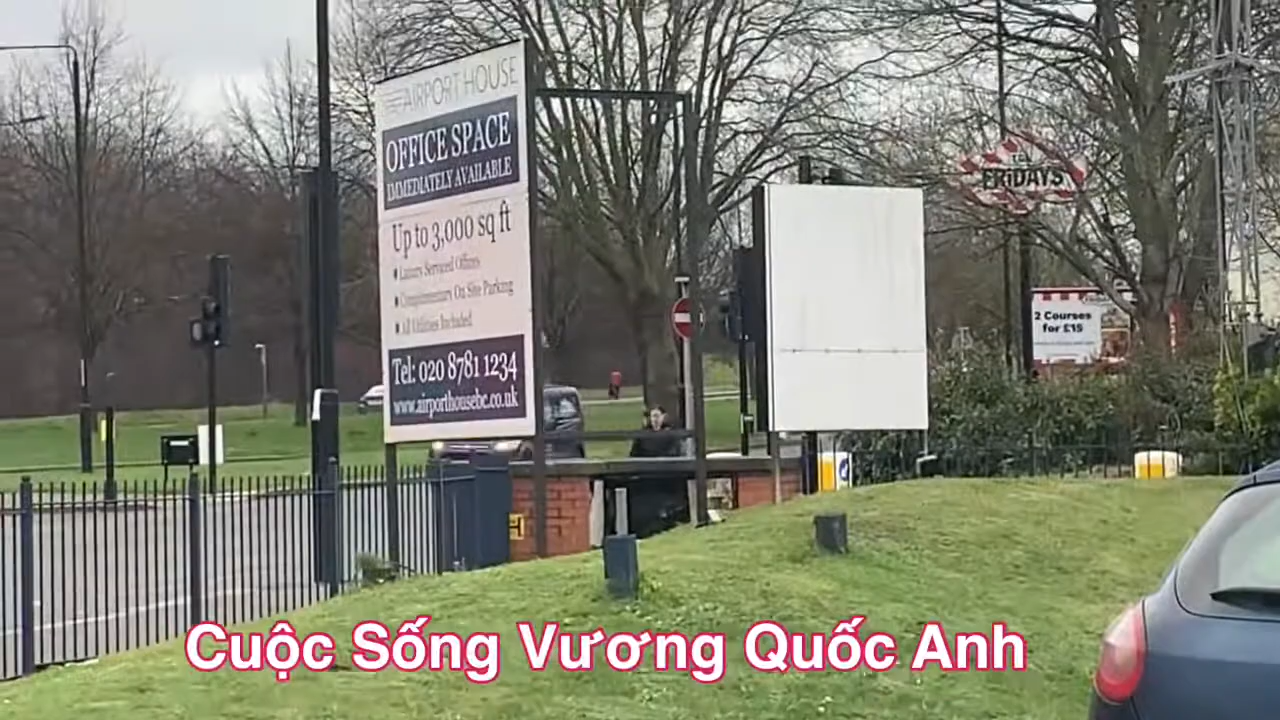 AIRPORT HOUSE
OFFICE SPACE
IMMEDIATELY AVAILABLE
Up to 3,000 sq ft
Luxury Serviced Offices
Complimentary On Site Parking
All Utilities Included
Tel: 020 8781 1234
www.airporthousebc.co.uk
FRiDAYS
2 Courses
for £15
Cuộc Sống Vương Quốc Anh